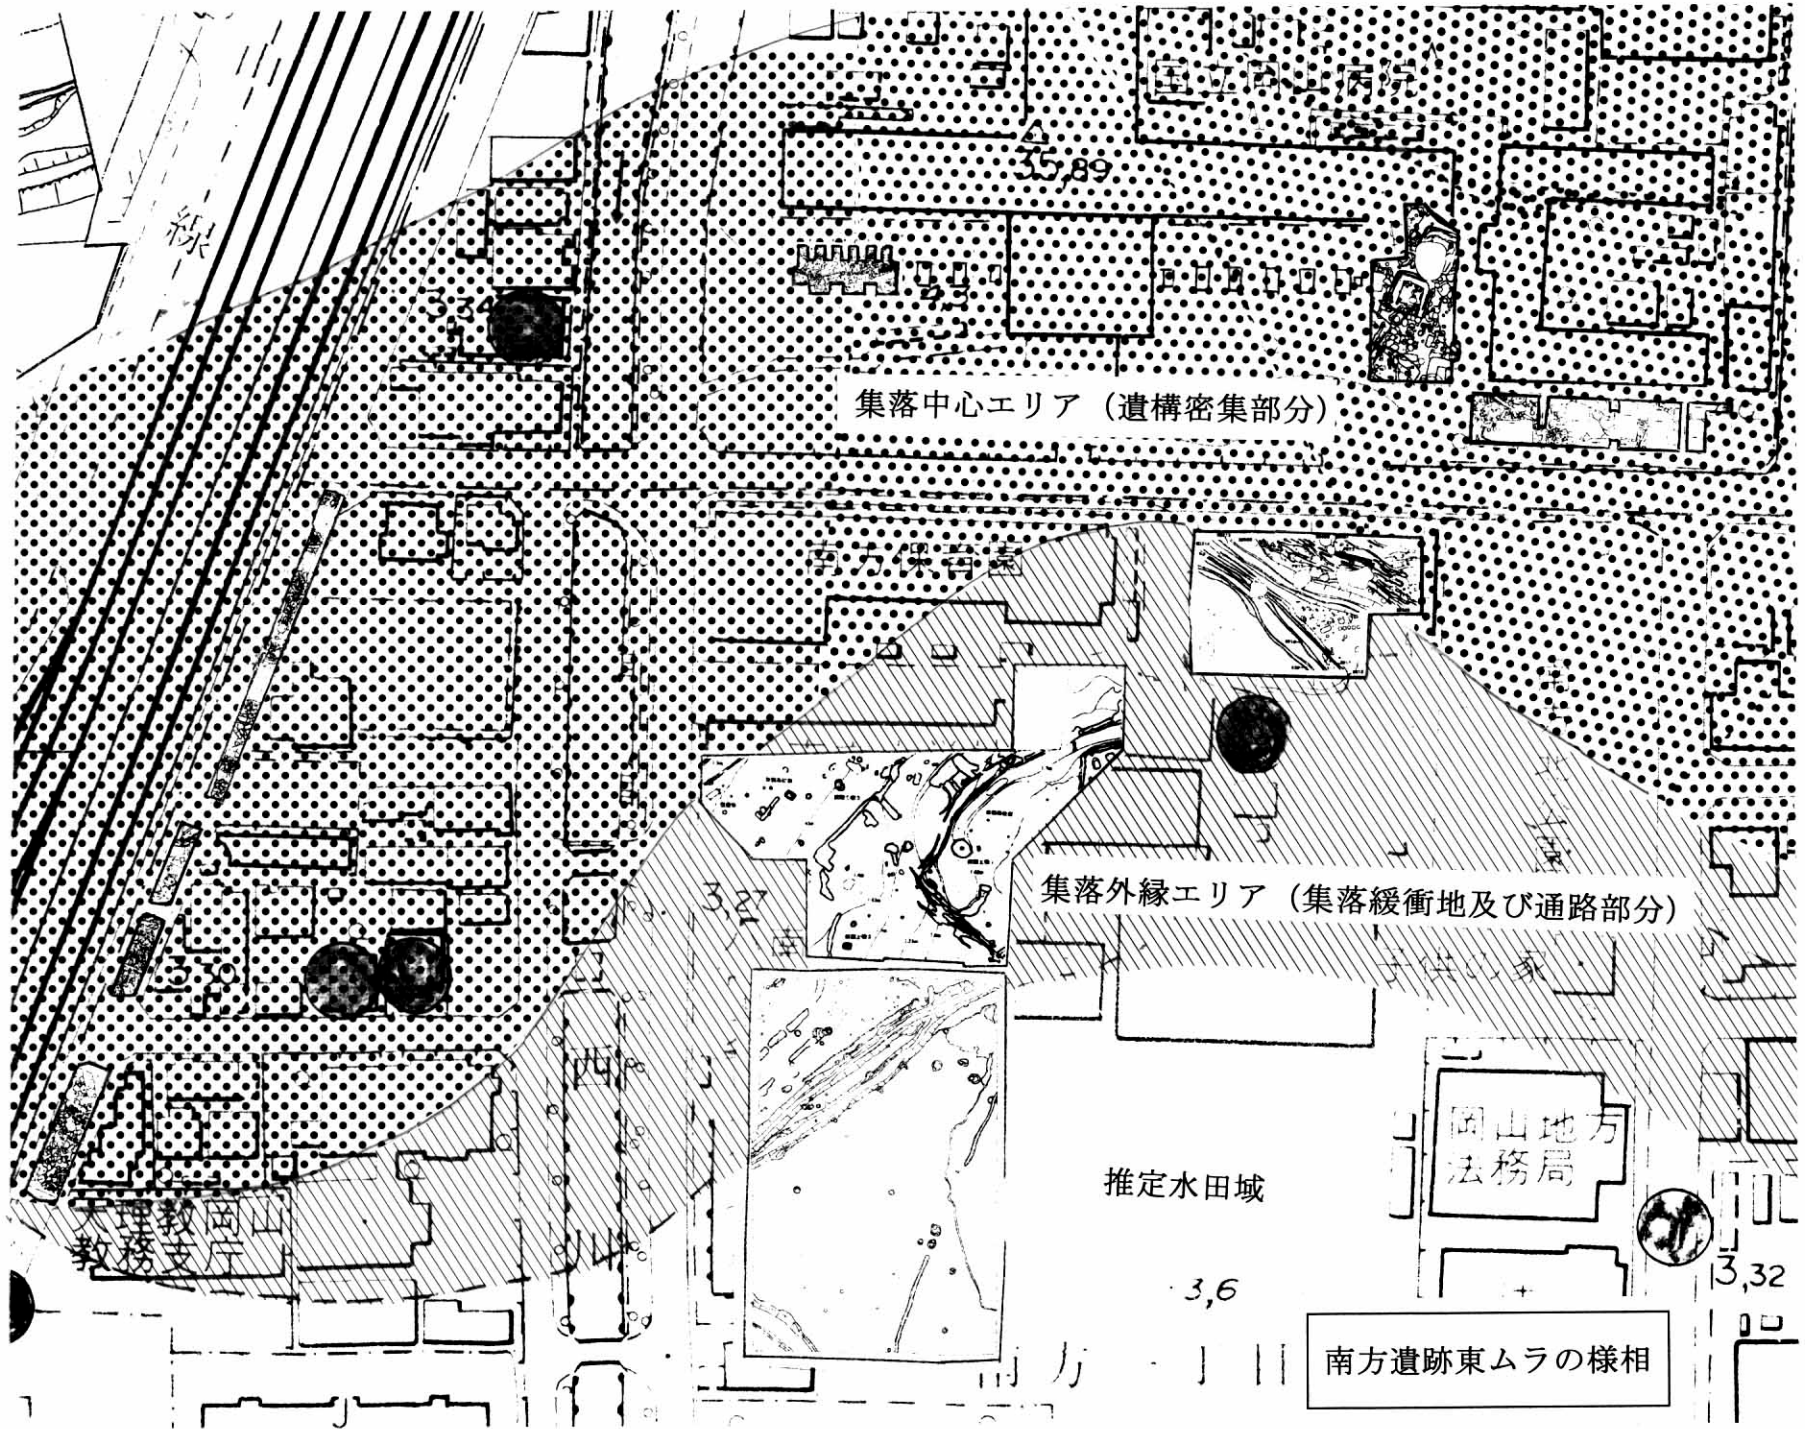 国立岡山病院
35,89
線
3,34
4,3
集落中心エリア（遺構密集部分）
南方保育園
集落外縁エリア（集落緩衝地及び通路部分）
3,27
子供の家
西
川
岡山地方
法務局
推定水田域
天理教岡山
教務支庁
3,6
3,32
南方遺跡東ムラの様相